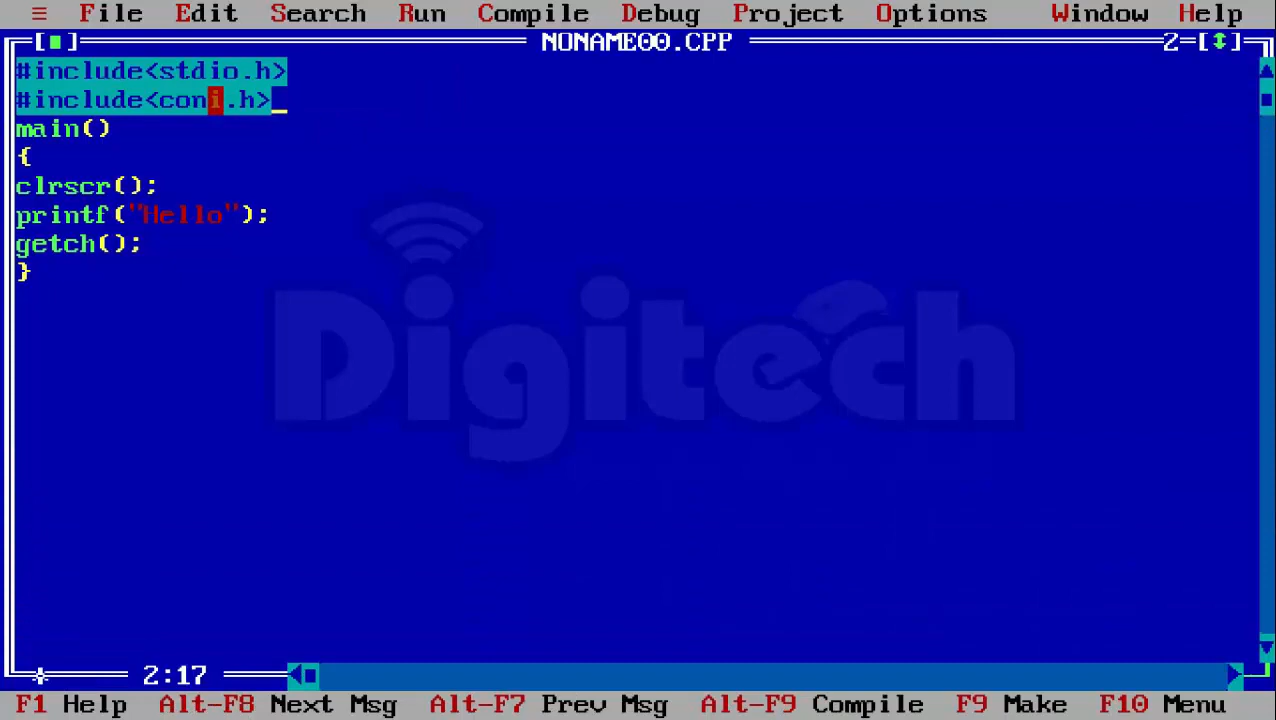 ≡ File Edit Search Run Compile Debug Project Options Window Help
[■] NONAME00.CPP 2=[↕]
#include<stdio.h>
#include<coni.h>
main()
{
clrscr();
printf("Hello");
getch();
}
Digitech
2:17
F1 Help Alt-F8 Next Msg Alt-F7 Prev Msg Alt-F9 Compile F9 Make F10 Menu